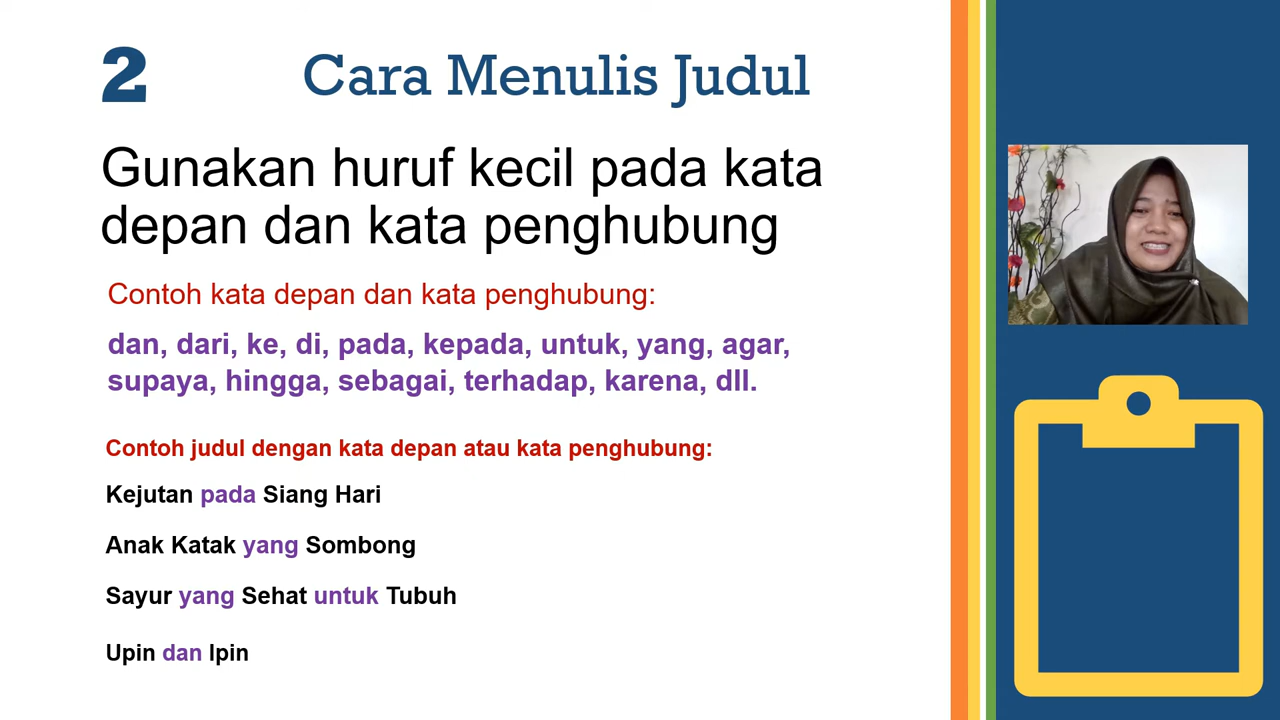 2
Cara Menulis Judul
Gunakan huruf kecil pada kata
depan dan kata penghubung
Contoh kata depan dan kata penghubung:
dan, dari, ke, di, pada, kepada, untuk, yang, agar,
supaya, hingga, sebagai, terhadap, karena, dll.
Contoh judul dengan kata depan atau kata penghubung:
Kejutan pada Siang Hari
Anak Katak yang Sombong
Sayur yang Sehat untuk Tubuh
Upin dan Ipin